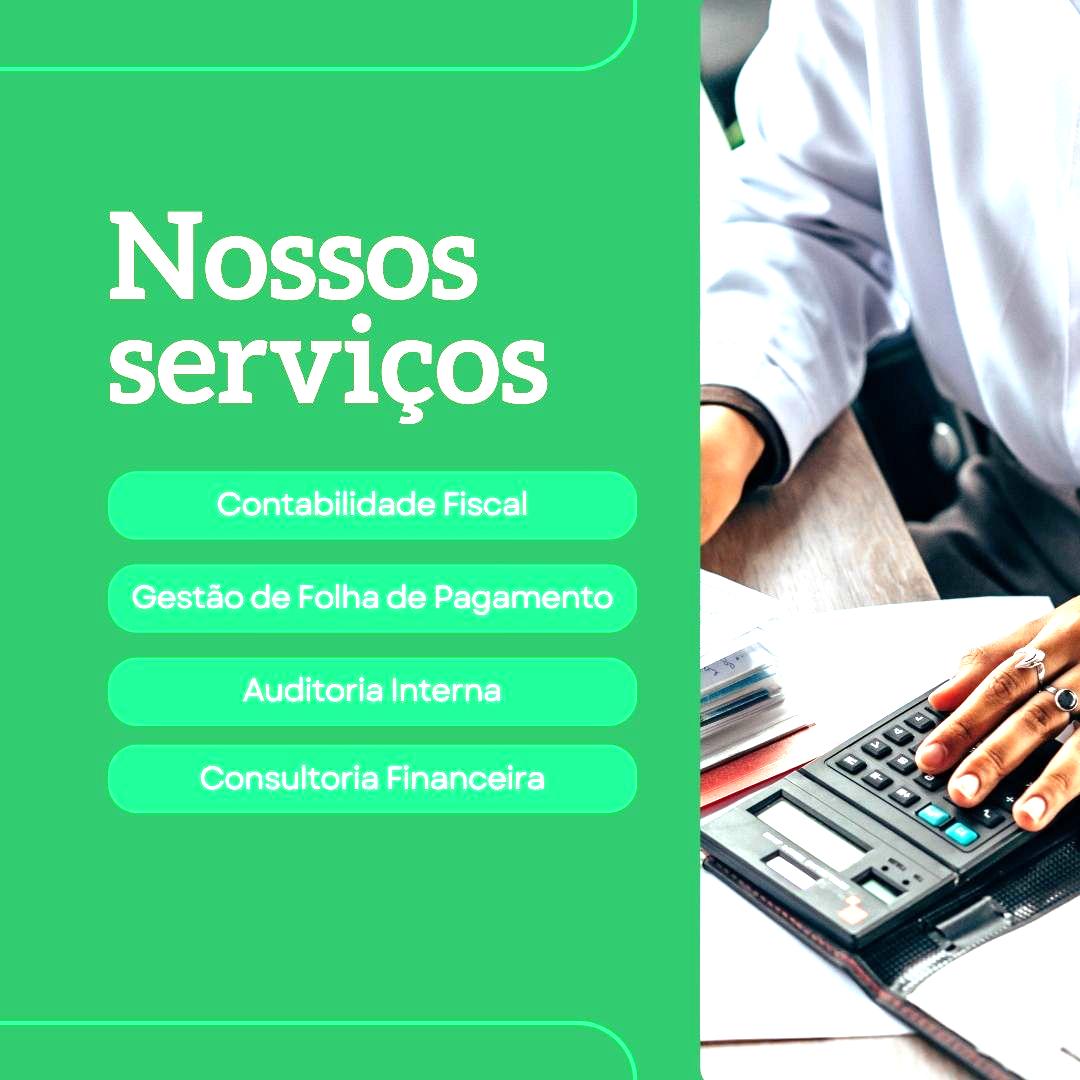 Nossos
serviços
Contabilidade Fiscal
Gestão de Folha de Pagamento
Auditoria Interna
Consultoria Financeira